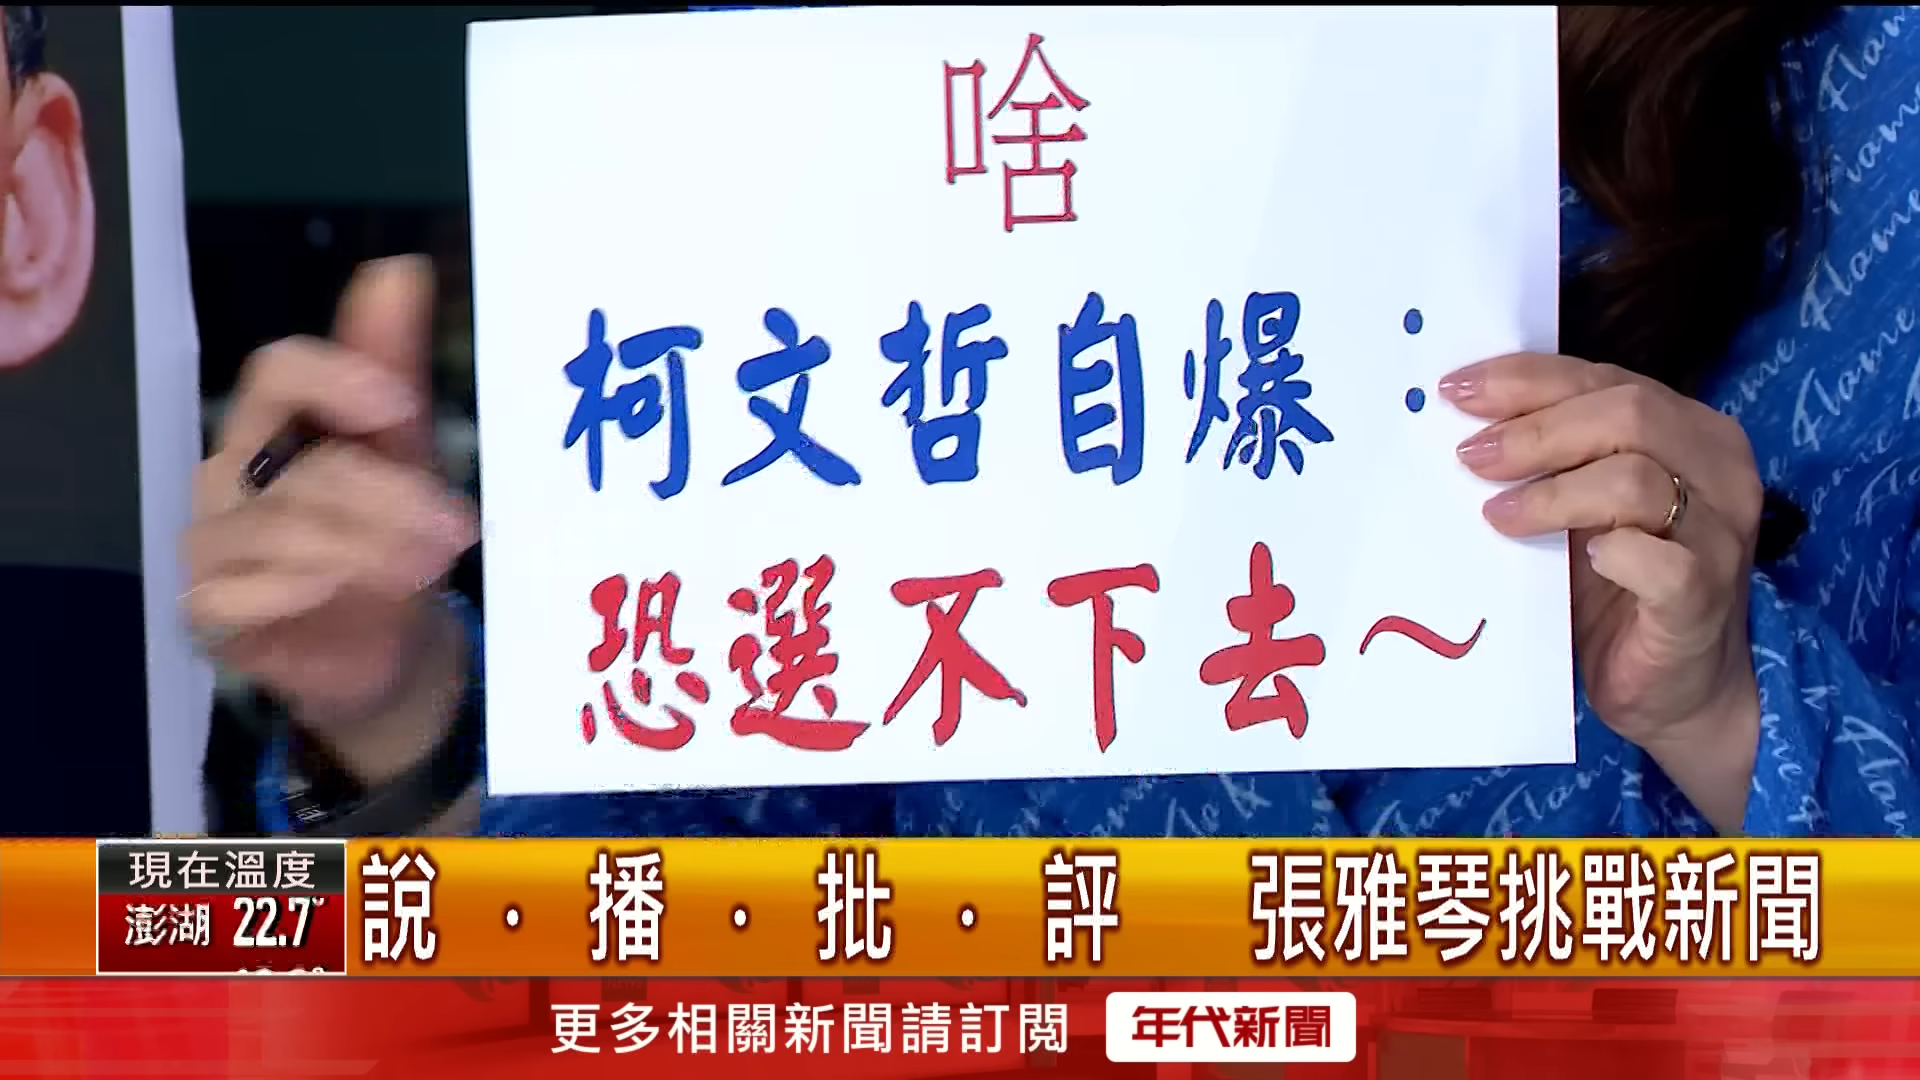 啥
柯文哲自爆：
恐選不下去～
現在溫度
澎湖 22.7°
說．播．批．評 張雅琴挑戰新聞
更多相關新聞請訂閱 年代新聞